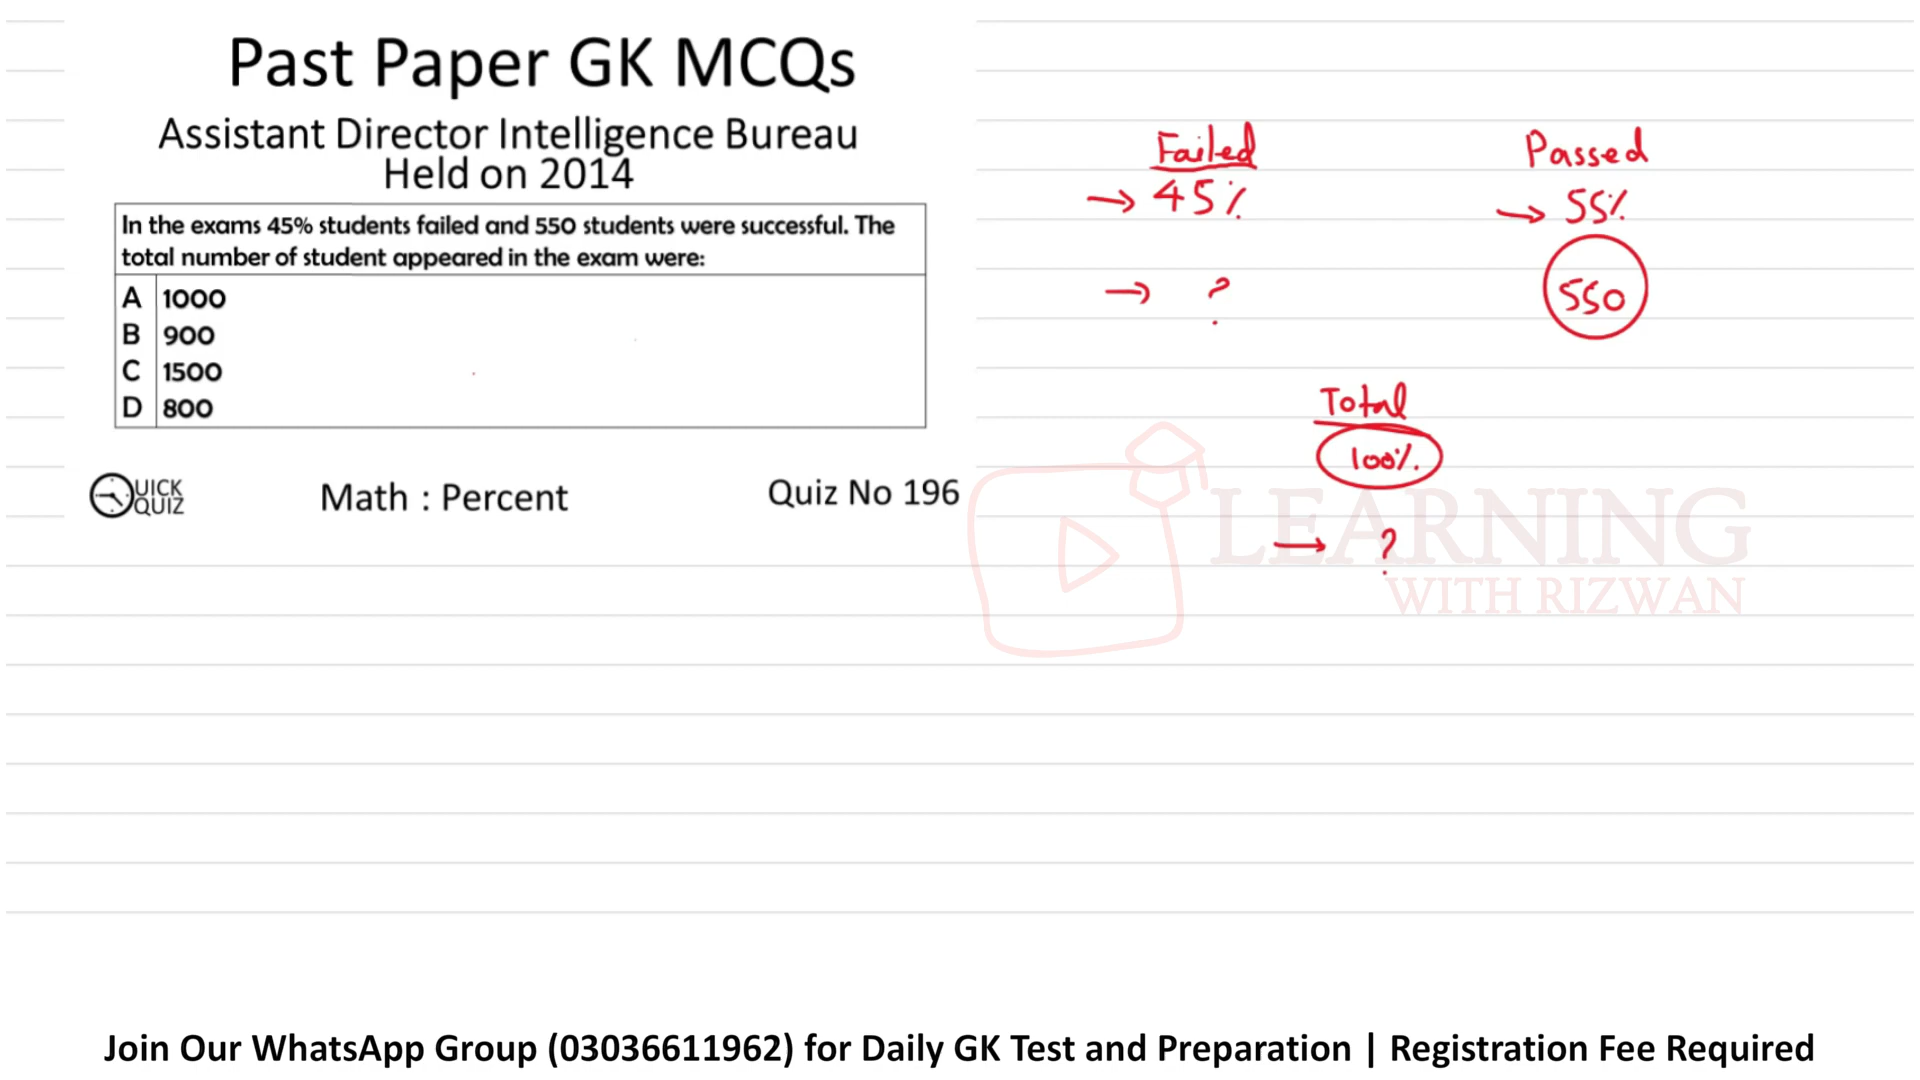 Past Paper GK MCQs
Assistant Director Intelligence Bureau
Held on 2014
In the exams 45% students failed and 550 students were successful. The
total number of student appeared in the exam were:
A 1000
B 900
C 1500
D 800
QUICK
QUIZ
Math : Percent
Quiz No 196
Failed
→ 45%
→ ?
Passed
→ 55%
550
Total
100%.
→ ?
LEARNING
WITH RIZWAN
Join Our WhatsApp Group (03036611962) for Daily GK Test and Preparation | Registration Fee Required